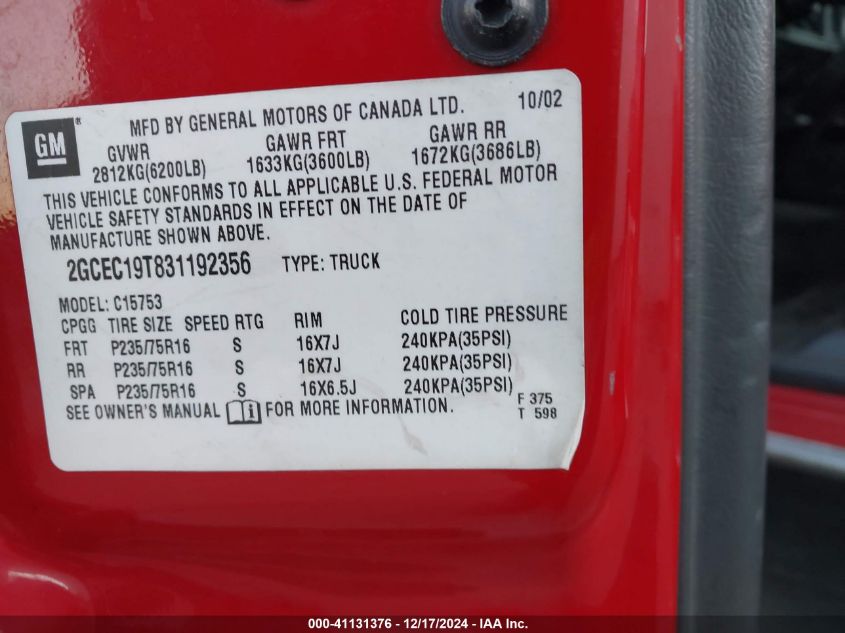 GM ®
MFD BY GENERAL MOTORS OF CANADA LTD. 10/02
GVWR GAWR FRT GAWR RR
2812KG(6200LB) 1633KG(3600LB) 1672KG(3686LB)
THIS VEHICLE CONFORMS TO ALL APPLICABLE U.S. FEDERAL MOTOR
VEHICLE SAFETY STANDARDS IN EFFECT ON THE DATE OF
MANUFACTURE SHOWN ABOVE.
2GCEC19T831192356 TYPE: TRUCK
MODEL: C15753
CPGG TIRE SIZE SPEED RTG RIM COLD TIRE PRESSURE
FRT P235/75R16 S 16X7J 240KPA(35PSI)
RR P235/75R16 S 16X7J 240KPA(35PSI)
SPA P235/75R16 S 16X6.5J 240KPA(35PSI)
SEE OWNER'S MANUAL i FOR MORE INFORMATION. F 375
T 598
000-41131376 - 12/17/2024 - IAA Inc.